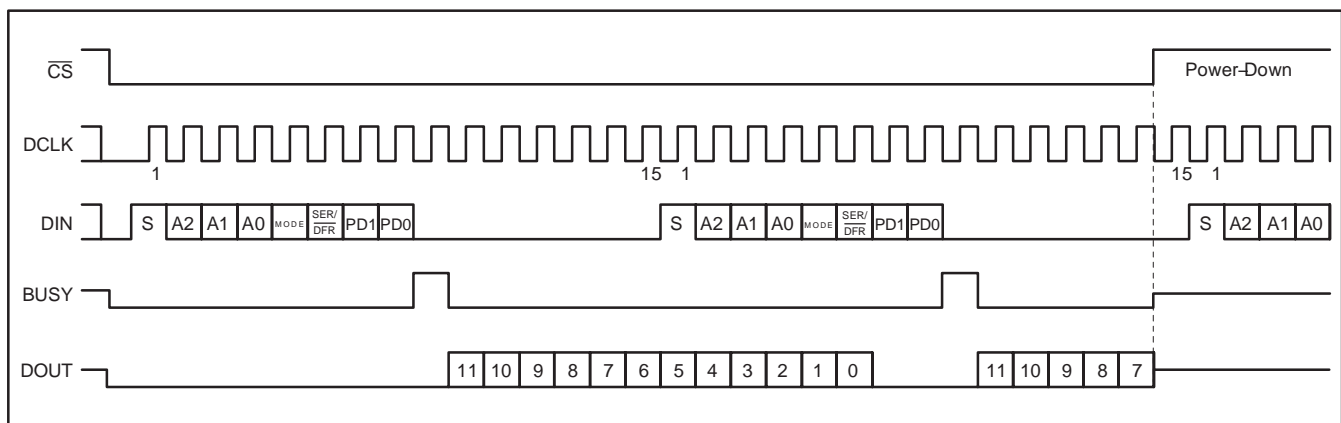 CS Power-Down
DCLK
1 15 1 15 1
DIN S A2 A1 A0 MODE SER/DFR PD1 PD0 S A2 A1 A0 MODE SER/DFR PD1 PD0 S A2 A1 A0
BUSY
DOUT 11 10 9 8 7 6 5 4 3 2 1 0 11 10 9 8 7